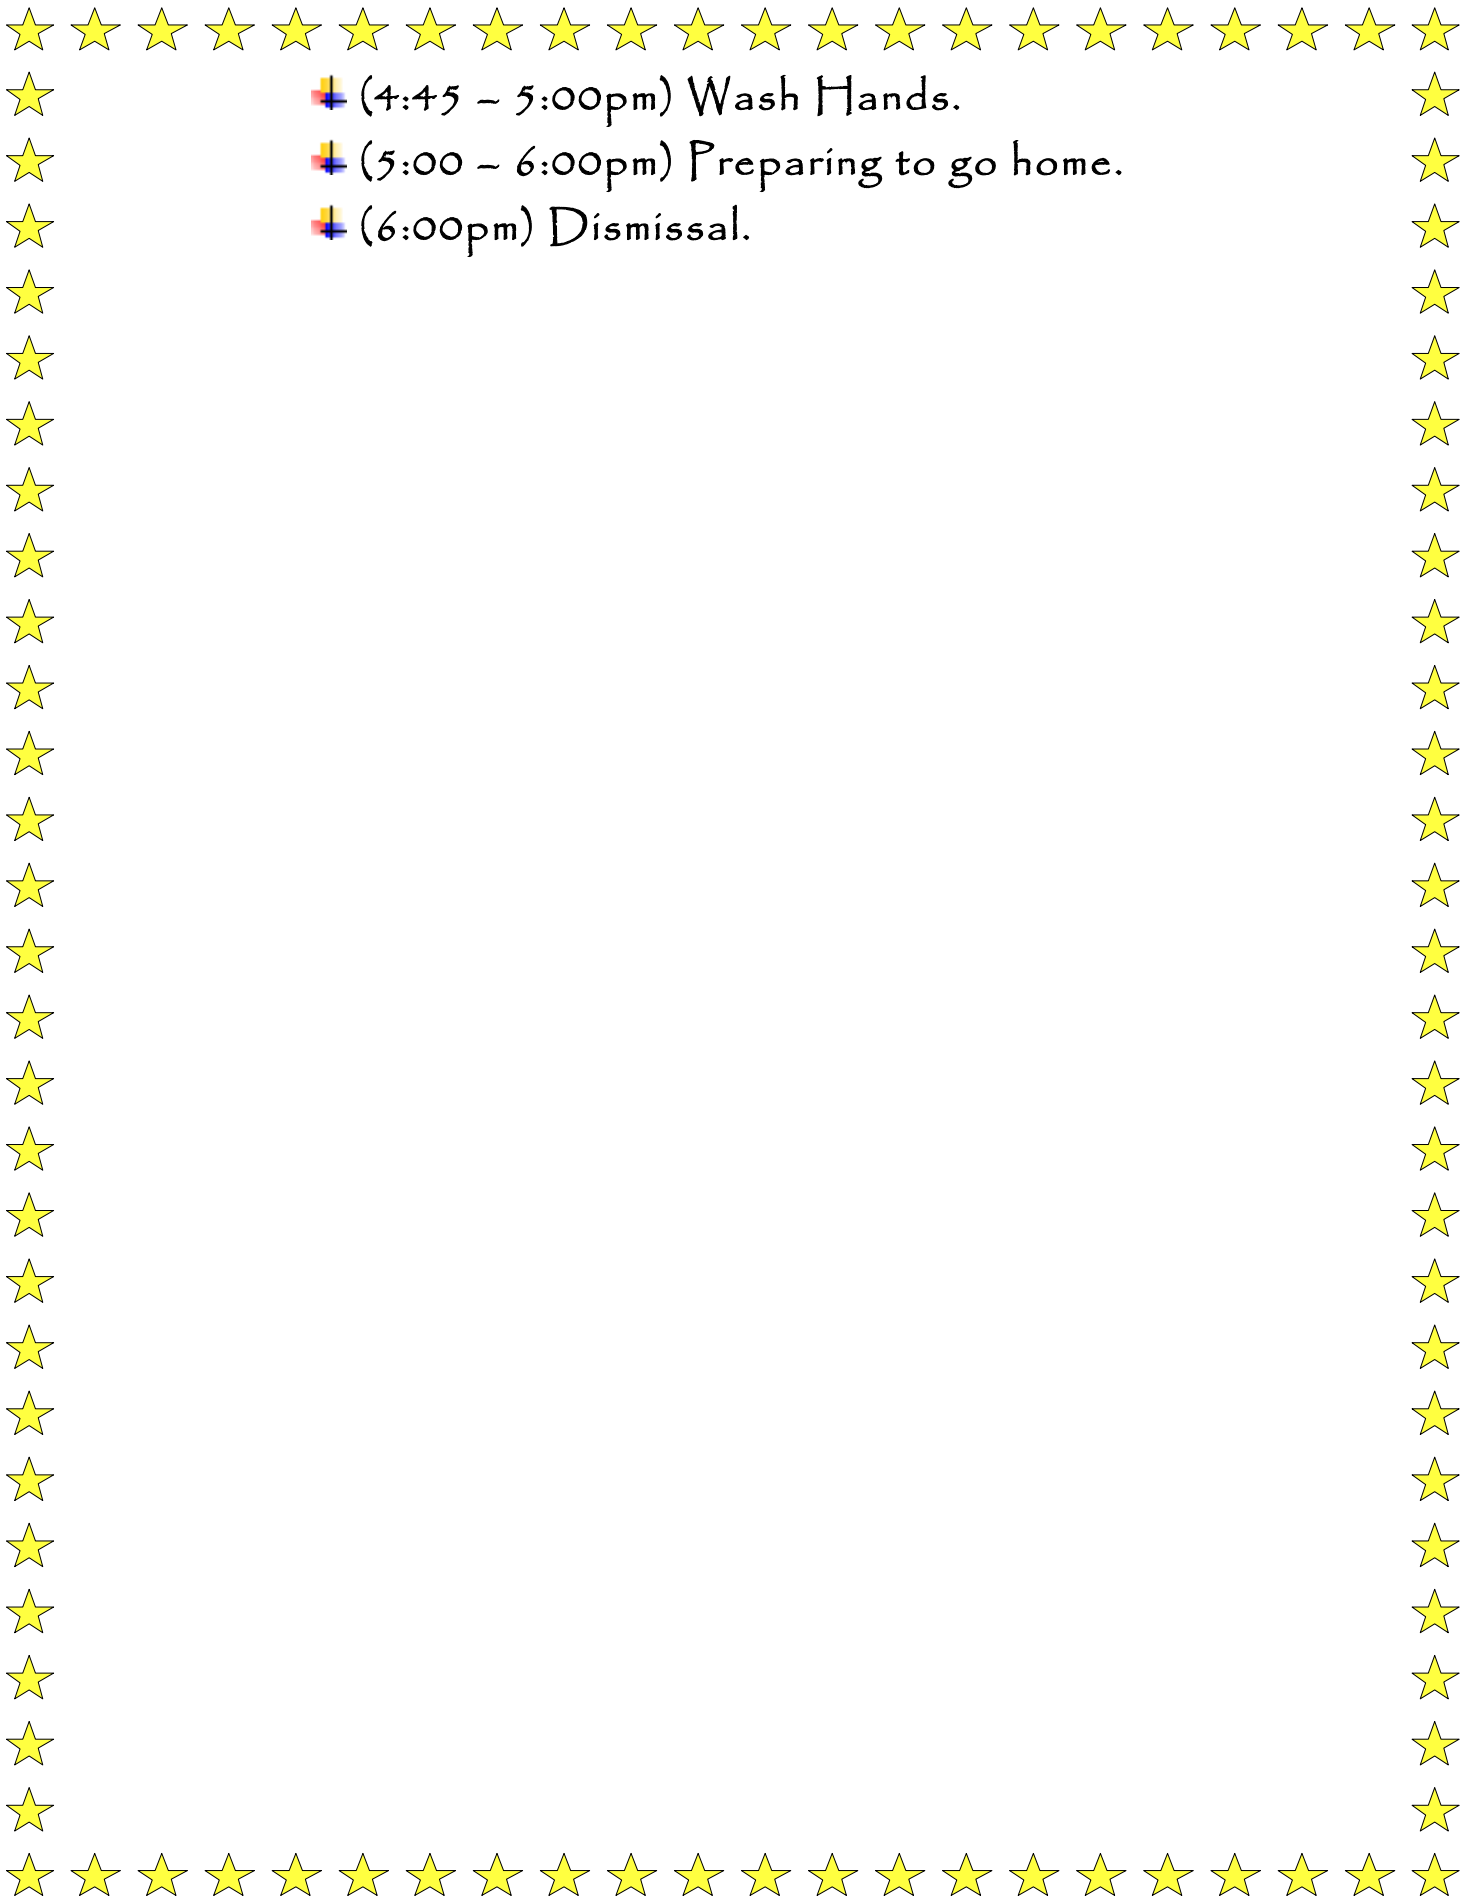 (4:45 – 5:00pm) Wash Hands.
(5:00 – 6:00pm) Preparing to go home.
(6:00pm) Dismissal.